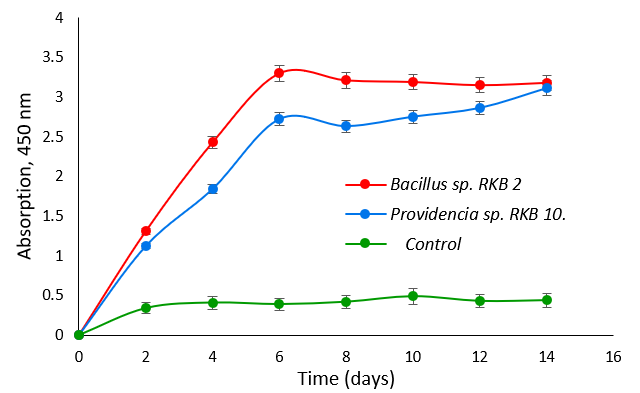 4
3.5
3
2.5
2
1.5
1
0.5
0
Absorption, 450 nm
Bacillus sp. RKB 2
Providencia sp. RKB 10.
Control
0 2 4 6 8 10 12 14 16
Time (days)